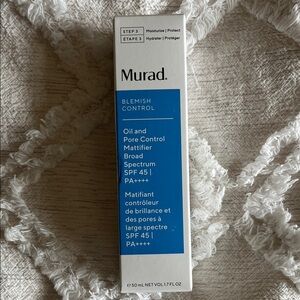 STEP 3 Moisturize | Protect
ÉTAPE 3 Hydrater | Protéger
Murad.
BLEMISH
CONTROL
Oil and
Pore Control
Mattifier
Broad
Spectrum
SPF 45 |
PA++++
Matifiant
contrôleur
de brillance et
des pores à
large spectre
SPF 45 |
PA++++
℮ 50 mL NET VOL 1.7 FL OZ